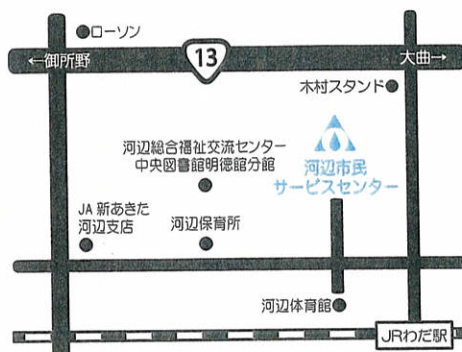 ローソン
13
←御所野
大曲→
木村スタンド
河辺総合福祉交流センター
中央図書館明徳館分館
河辺市民
サービスセンター
JA 新あきた
河辺支店
河辺保育所
河辺体育館
JRわだ駅